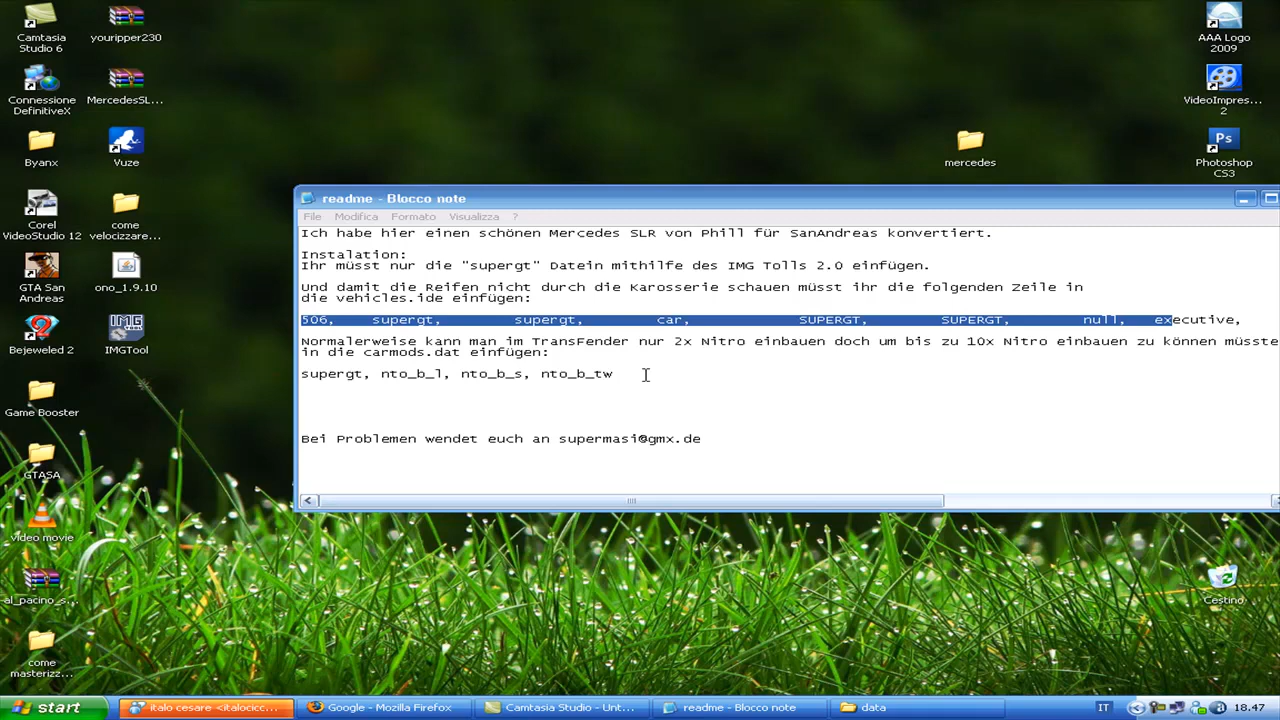 Camtasia
Studio 6
youripper230
AAA Logo
2009
Connessione
DefinitiveX
MercedesSL...
VideoImpres...
2
Byanx
Vuze
mercedes
Photoshop
CS3
readme - Blocco note
File Modifica Formato Visualizza ?
Ich habe hier einen schönen Mercedes SLR von Phill für SanAndreas konvertiert.
Instalation:
Ihr müsst nur die "supergt" Datein mithilfe des IMG Tolls 2.0 einfügen.
Und damit die Reifen nicht durch die Karosserie schauen müsst ihr die folgenden Zeile in
die vehicles.ide einfügen:
506, supergt, supergt, car, SUPERGT, SUPERGT, null, executive,
Normalerweise kann man im TransFender nur 2x Nitro einbauen doch um bis zu 10x Nitro einbauen zu können müsste
in die carmods.dat einfügen:
supergt, nto_b_l, nto_b_s, nto_b_tw
Bei Problemen wendet euch an supermasi@gmx.de
Corel
VideoStudio 12
come
velocizzare...
GTA San
Andreas
ono_1.9.10
Bejeweled 2
IMG
IMGTool
Game Booster
GTASA
video movie
al_pacino_s...
come
masterizz...
Cestino
start
italo cesare <italocicc...
Google - Mozilla Firefox
Camtasia Studio - Unt...
readme - Blocco note
data
IT
18.47